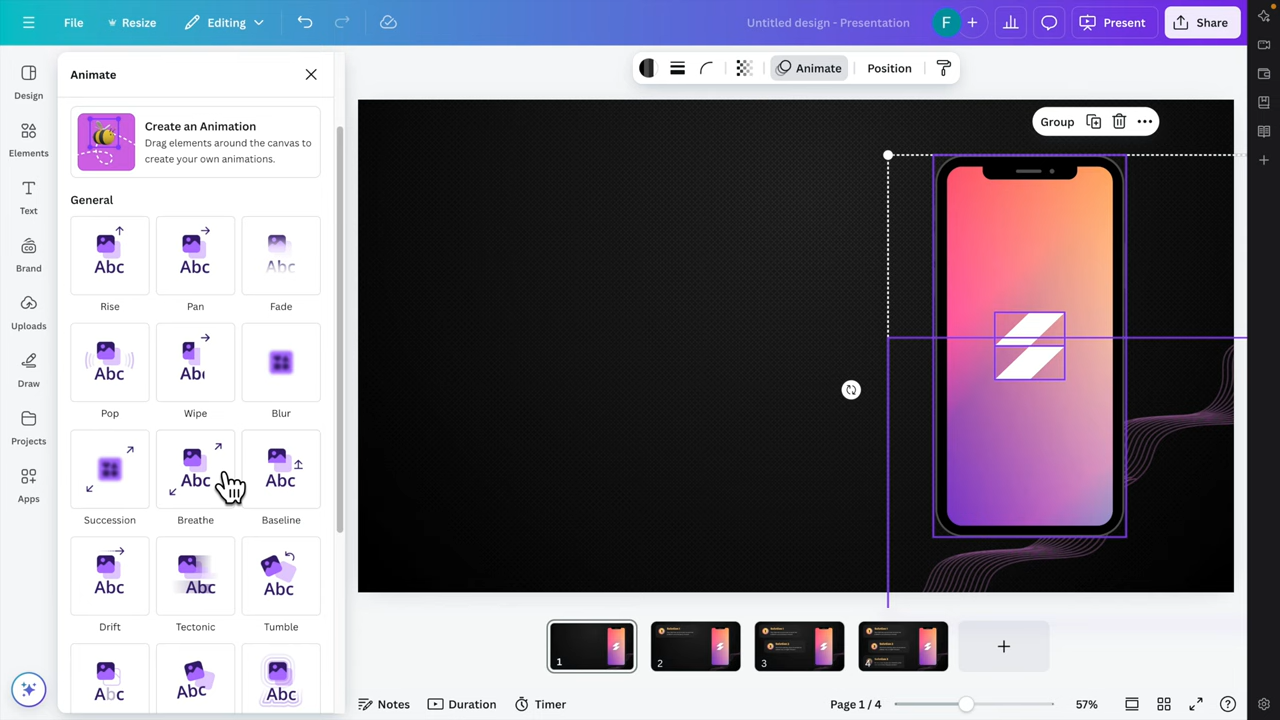 File
Resize
Editing
Untitled design - Presentation
F
Present
Share
Design
Elements
Text
Brand
Uploads
Draw
Projects
Apps
Animate
Create an Animation
Drag elements around the canvas to
create your own animations.
General
Abc
Abc
Abc
Rise
Pan
Fade
Abc
Abc
Pop
Wipe
Blur
Abc
Abc
Succession
Breathe
Baseline
Abc
Abc
Abc
Drift
Tectonic
Tumble
Abc
Abc
Abc
Animate
Position
Group
1
2
3
4
Notes
Duration
Timer
Page 1 / 4
57%